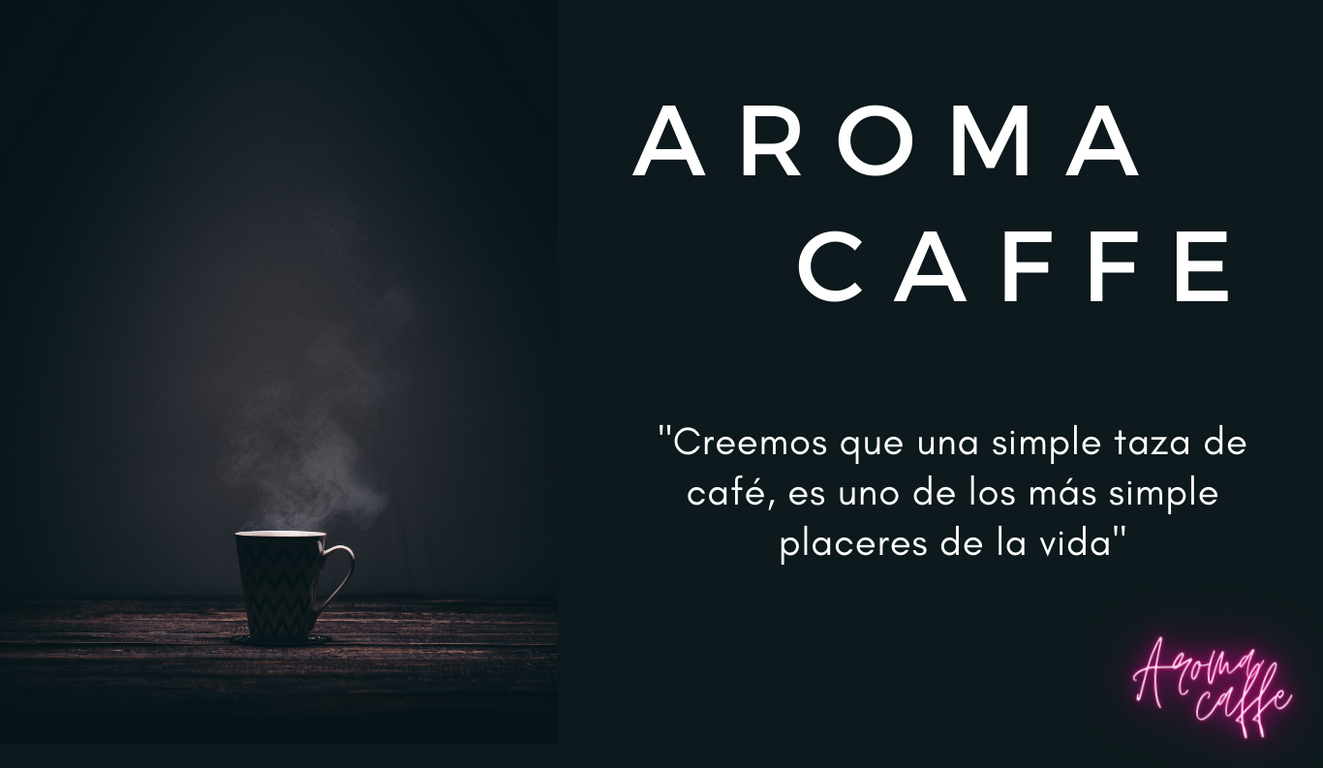 AROMA
CAFFE
"Creemos que una simple taza de
café, es uno de los más simple
placeres de la vida"
Aroma
caffe